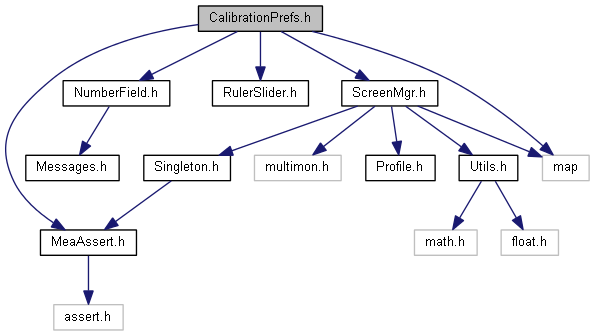 CalibrationPrefs.h
NumberField.h
RulerSlider.h
ScreenMgr.h
Messages.h
Singleton.h
multimon.h
Profile.h
Utils.h
map
MeaAssert.h
math.h
float.h
assert.h